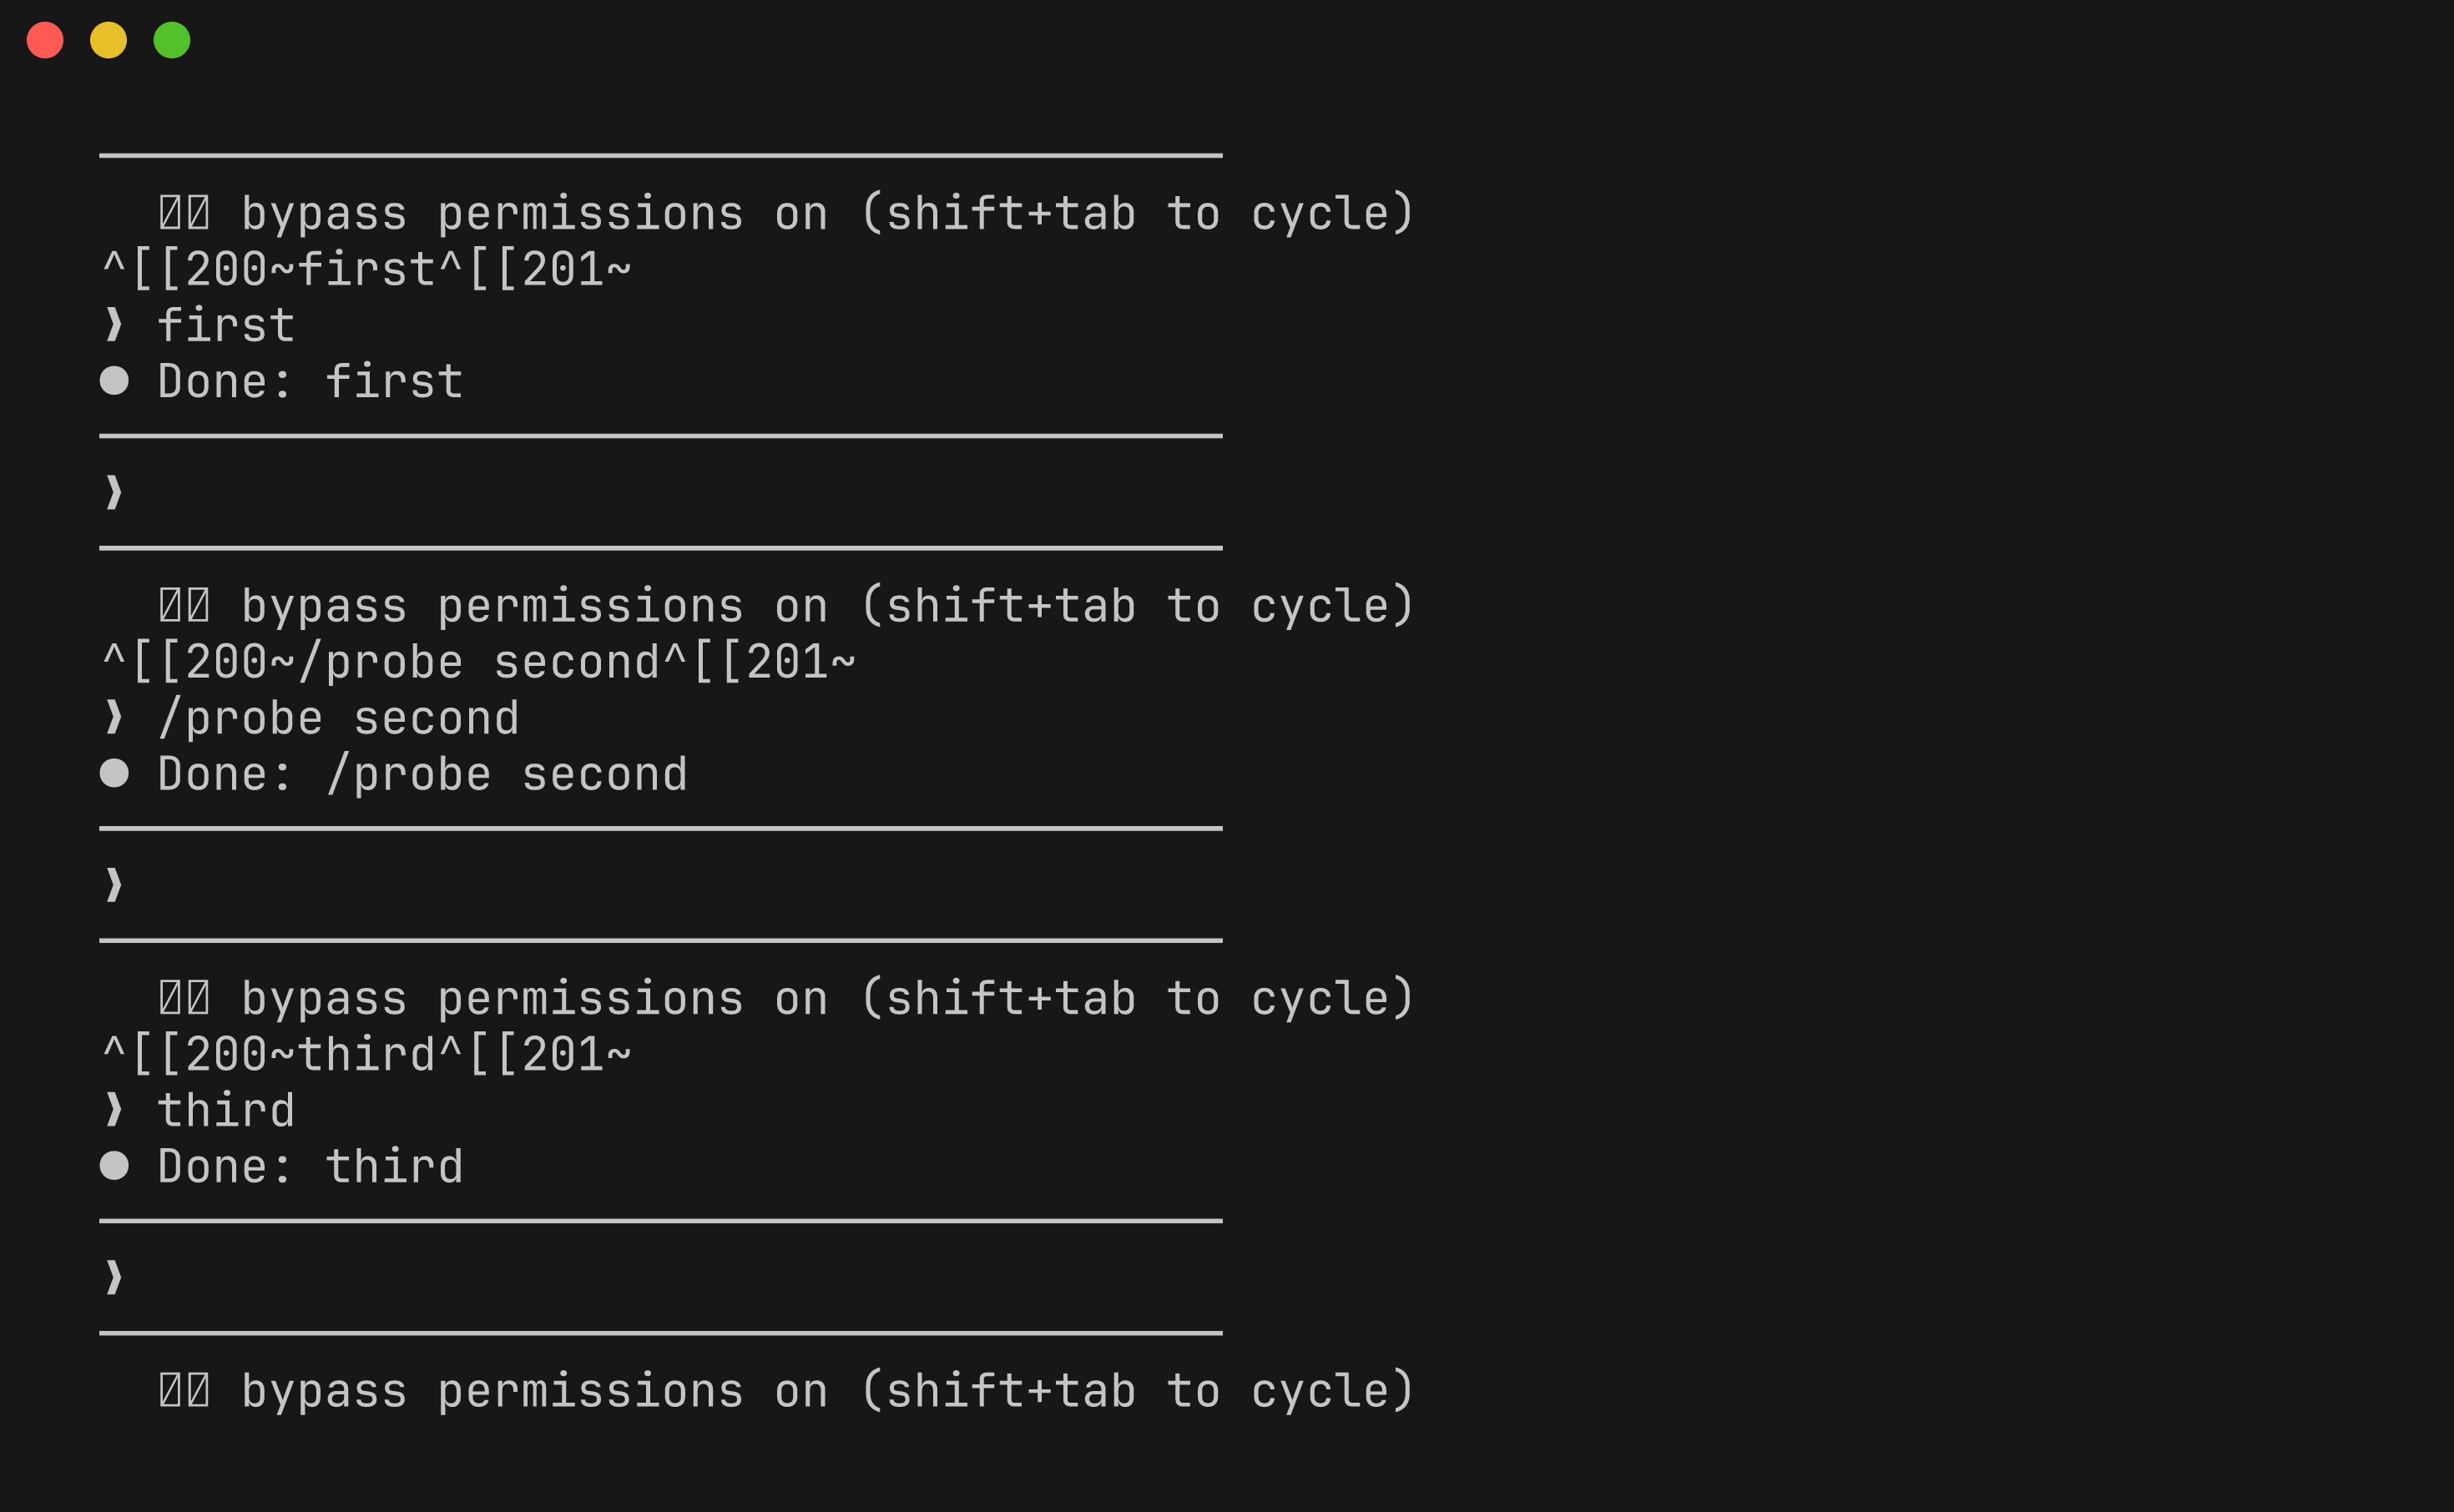 bypass permissions on (shift+tab to cycle)
^[[200~first^[[201~
❯ first
● Done: first
❯
bypass permissions on (shift+tab to cycle)
^[[200~/probe second^[[201~
❯ /probe second
● Done: /probe second
❯
bypass permissions on (shift+tab to cycle)
^[[200~third^[[201~
❯ third
● Done: third
❯
bypass permissions on (shift+tab to cycle)